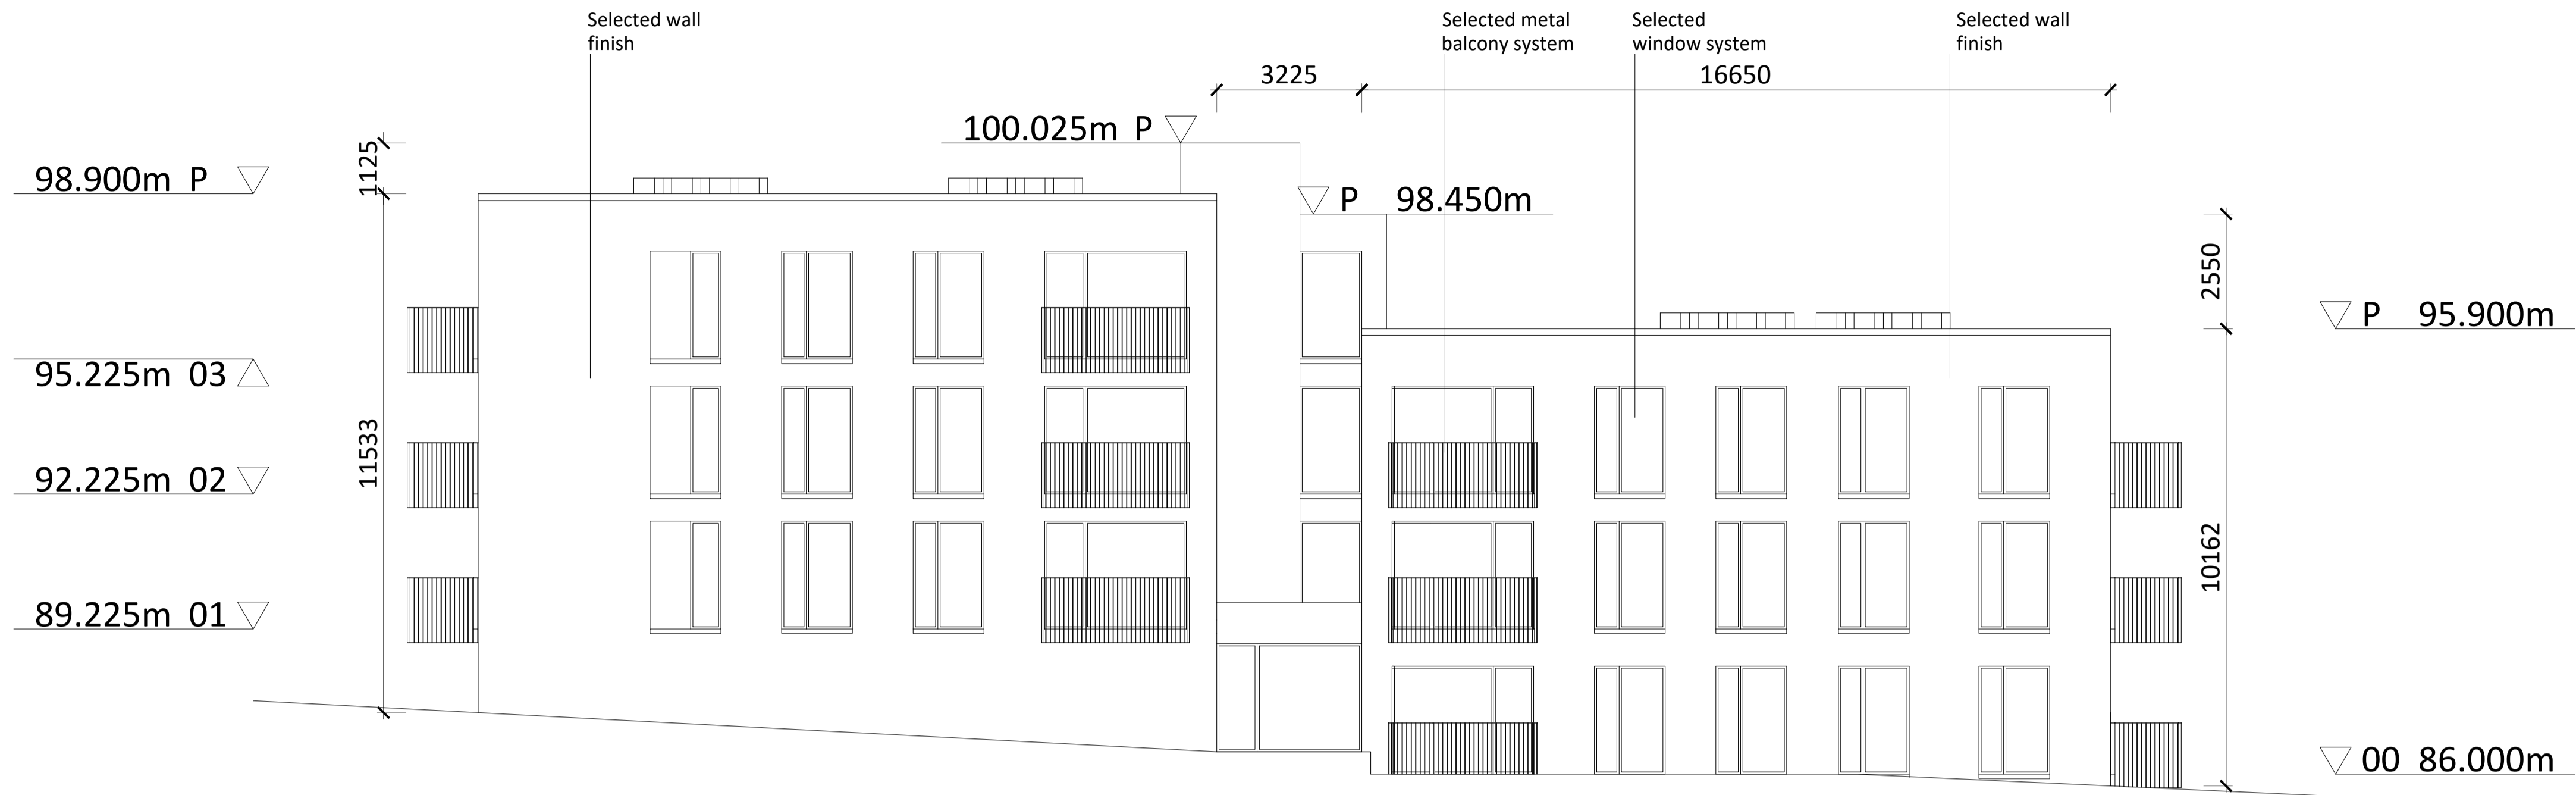 Selected wall
finish
Selected metal
balcony system
Selected
window system
Selected wall
finish
3225
16650
100.025m P
1125
98.900m P
P 98.450m
2550
P 95.900m
95.225m 03
11533
92.225m 02
10162
89.225m 01
00 86.000m